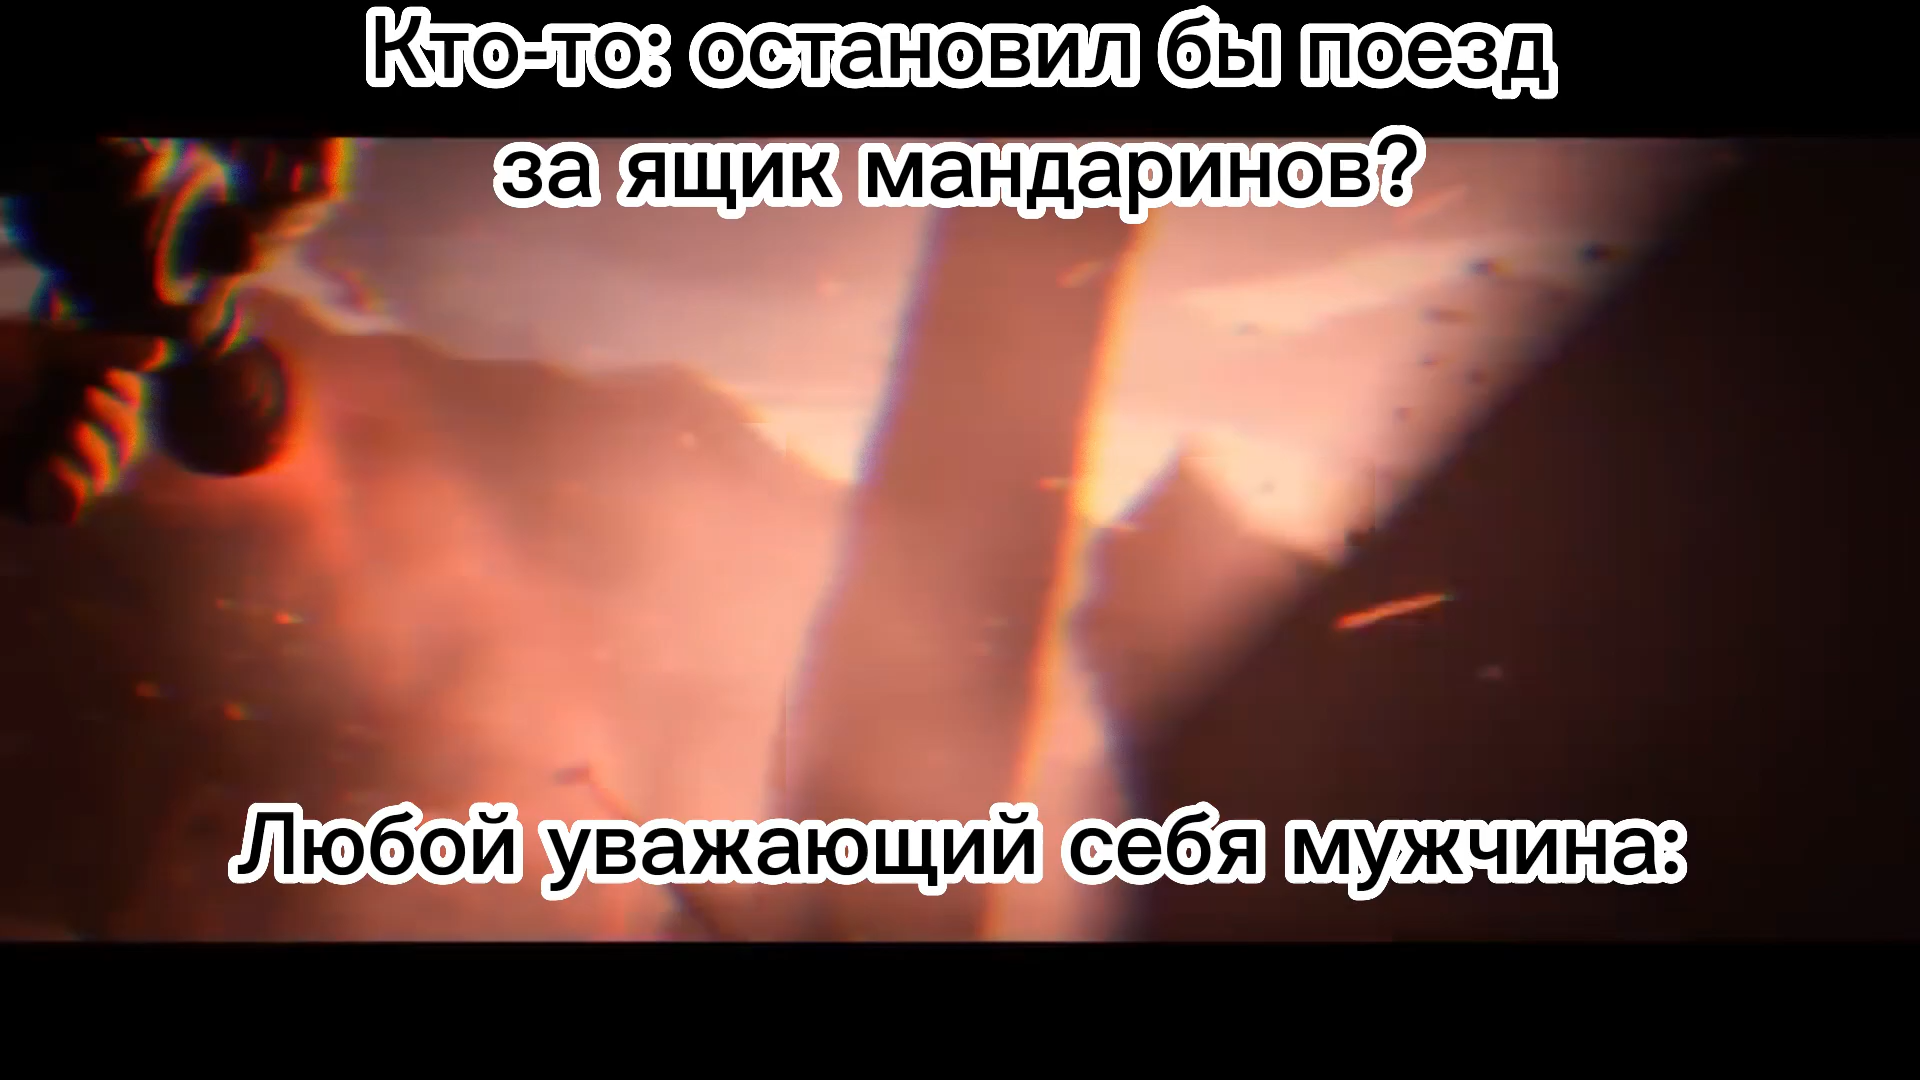 Кто-то: остановил бы поезд
за ящик мандаринов?
Любой уважающий себя мужчина: